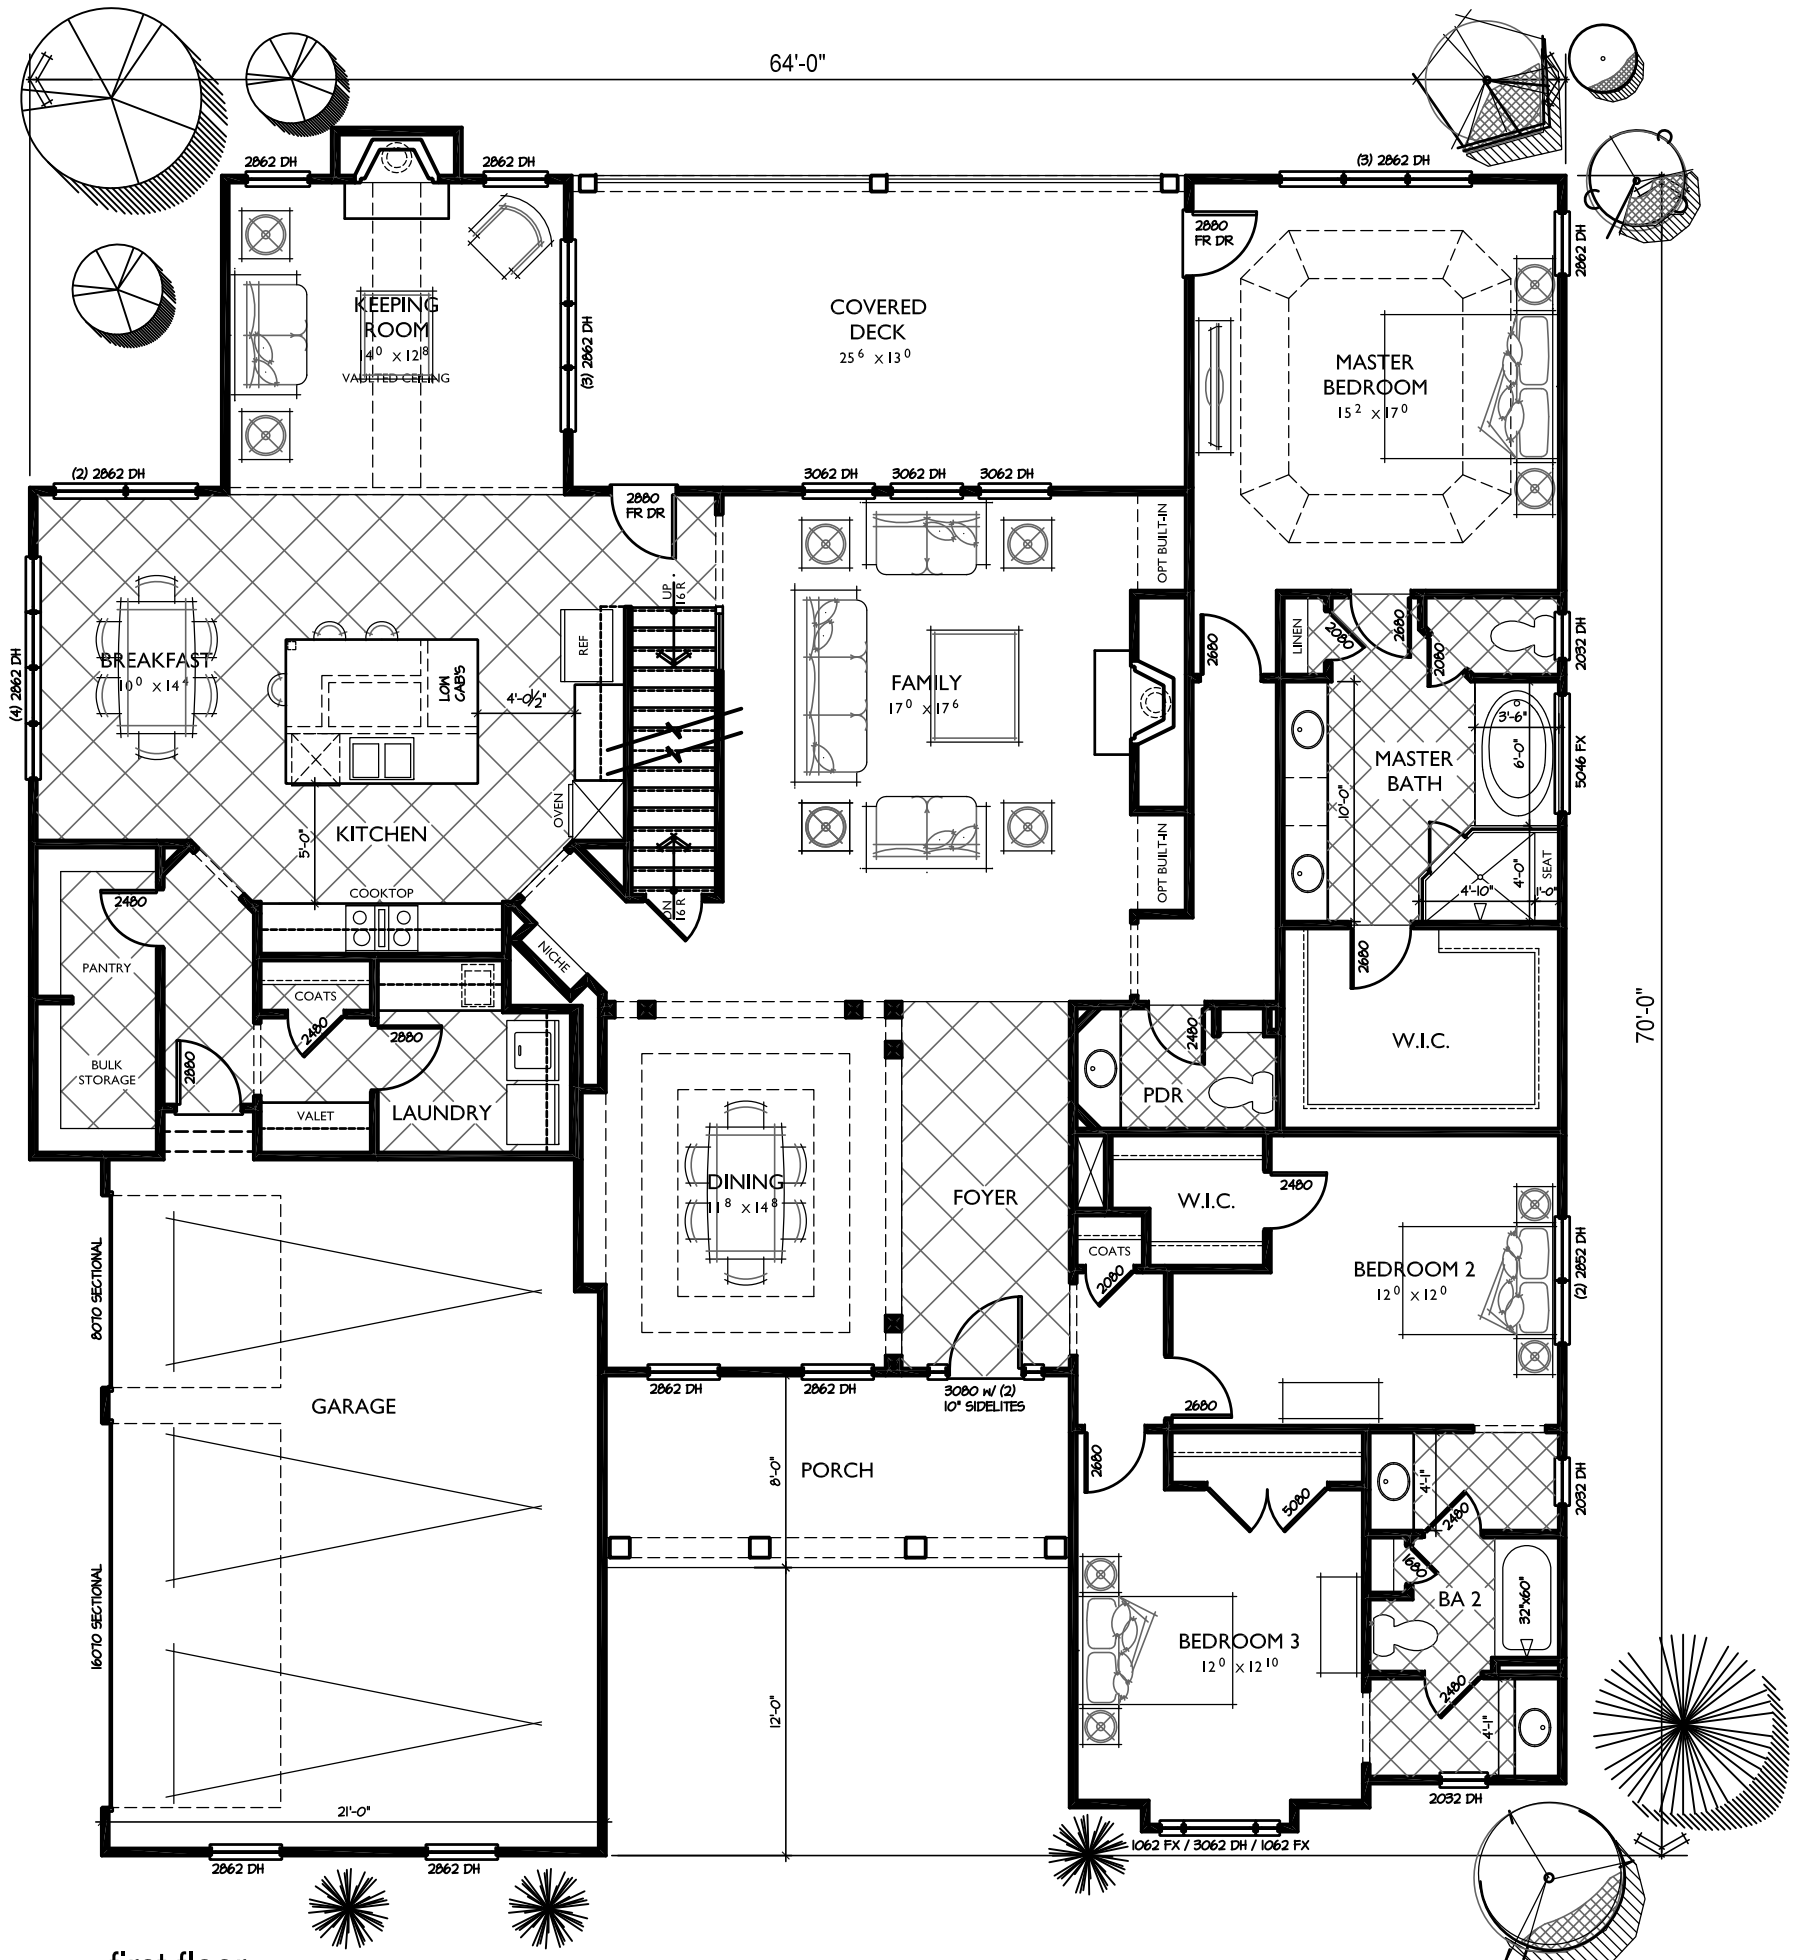 64'-0"
2862 DH
2862 DH
(3) 2862 DH
2880
FR DR
2862 DH
KEEPING
ROOM
14⁰ x 12⁸
VAULTED CEILING
(3) 2862 DH
COVERED
DECK
25⁶ x 13⁰
MASTER
BEDROOM
15² x 17⁰
(2) 2862 DH
2880
FR DR
3062 DH
3062 DH
3062 DH
OPT BUILT-IN
UP
16 R
(4) 2862 DH
BREAKFAST
10⁰ x 14⁴
LOW
CABS
4'-0½"
REF
FAMILY
17⁰ x 17⁶
2680
LINEN
2080
2680
2080
2032 DH
3'-6"
6'-0"
5046 FX
MASTER
BATH
10'-0"
OVEN
KITCHEN
5'-0"
COOKTOP
OPT BUILT-IN
4'-10"
4'-0"
SEAT
1'-0"
DN
16 R
2480
PANTRY
NICHE
COATS
2480
2880
2680
W.I.C.
70'-0"
BULK
STORAGE
2880
VALET
LAUNDRY
2480
PDR
DINING
11⁸ x 14⁸
FOYER
W.I.C.
2480
COATS
2080
BEDROOM 2
12⁰ x 12⁰
(2) 2852 DH
8070 SECTIONAL
2862 DH
2862 DH
3080 W/ (2)
10" SIDELITES
2680
GARAGE
PORCH
8'-0"
2680
5080
4'-1"
2480
2032 DH
1680
BA 2
32"x60"
16070 SECTIONAL
BEDROOM 3
12⁰ x 12¹⁰
2480
4'-1"
12'-0"
2032 DH
21'-0"
2862 DH
2862 DH
1062 FX / 3062 DH / 1062 FX
first floor